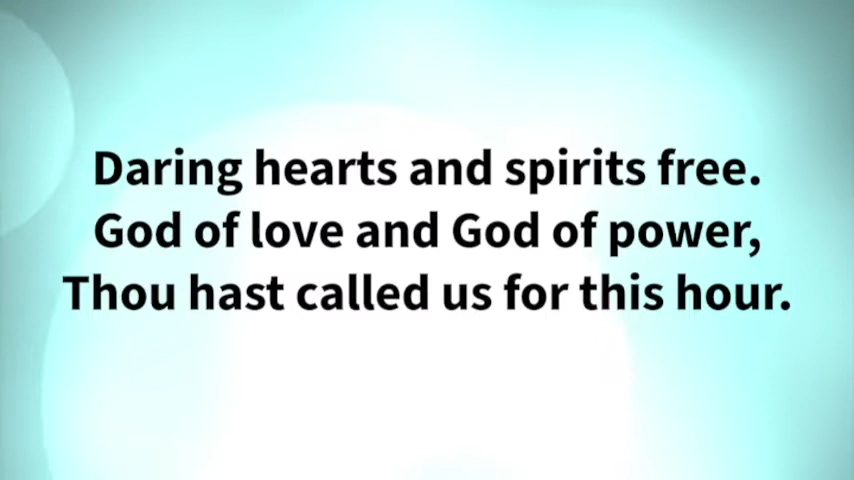 Daring hearts and spirits free.
God of love and God of power,
Thou hast called us for this hour.